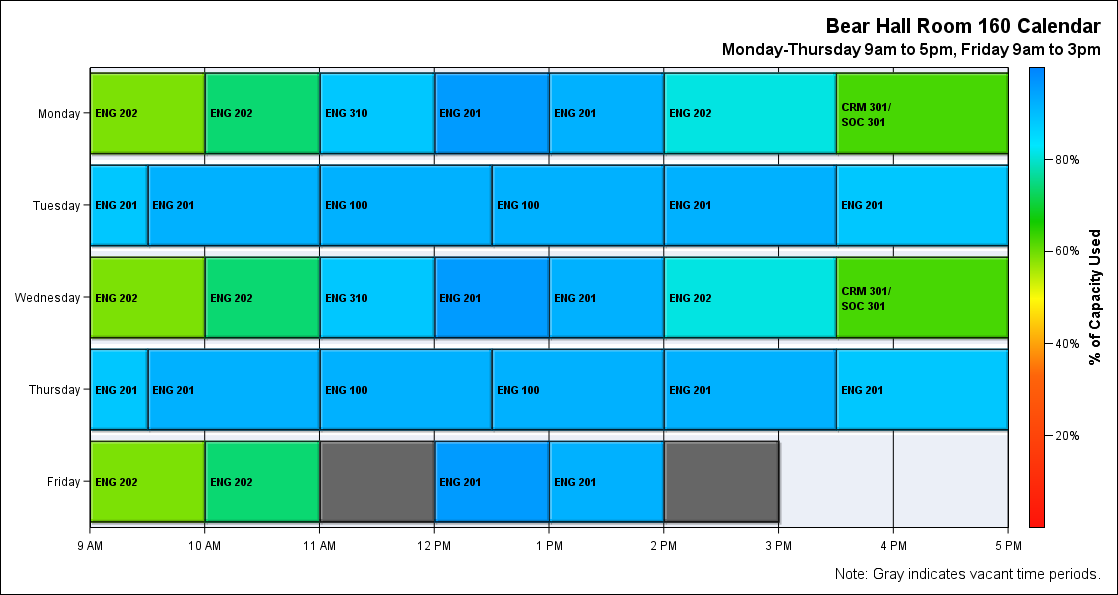 Bear Hall Room 160 Calendar
Monday-Thursday 9am to 5pm, Friday 9am to 3pm
Monday
ENG 202
ENG 202
ENG 310
ENG 201
ENG 201
ENG 202
CRM 301/
SOC 301
Tuesday
ENG 201
ENG 201
ENG 100
ENG 100
ENG 201
ENG 201
Wednesday
ENG 202
ENG 202
ENG 310
ENG 201
ENG 201
ENG 202
CRM 301/
SOC 301
Thursday
ENG 201
ENG 201
ENG 100
ENG 100
ENG 201
ENG 201
Friday
ENG 202
ENG 202
ENG 201
ENG 201
9 AM
10 AM
11 AM
12 PM
1 PM
2 PM
3 PM
4 PM
5 PM
80%
60%
40%
20%
% of Capacity Used
Note: Gray indicates vacant time periods.